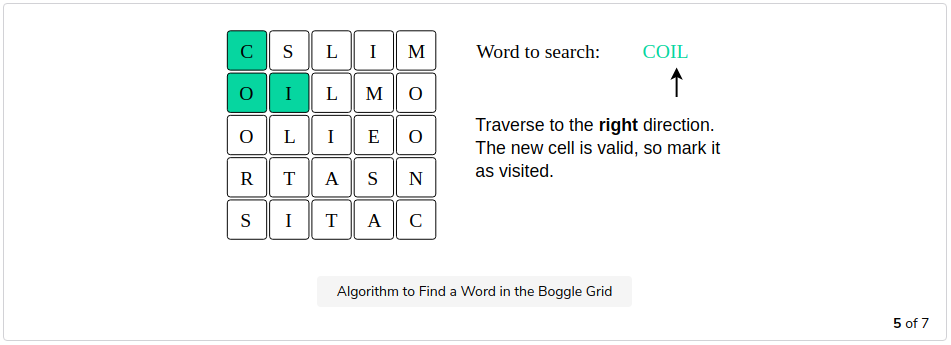 C S L I M
Word to search: COIL
O I L M O
Traverse to the right direction.
The new cell is valid, so mark it
as visited.
O L I E O
R T A S N
S I T A C
Algorithm to Find a Word in the Boggle Grid
5 of 7